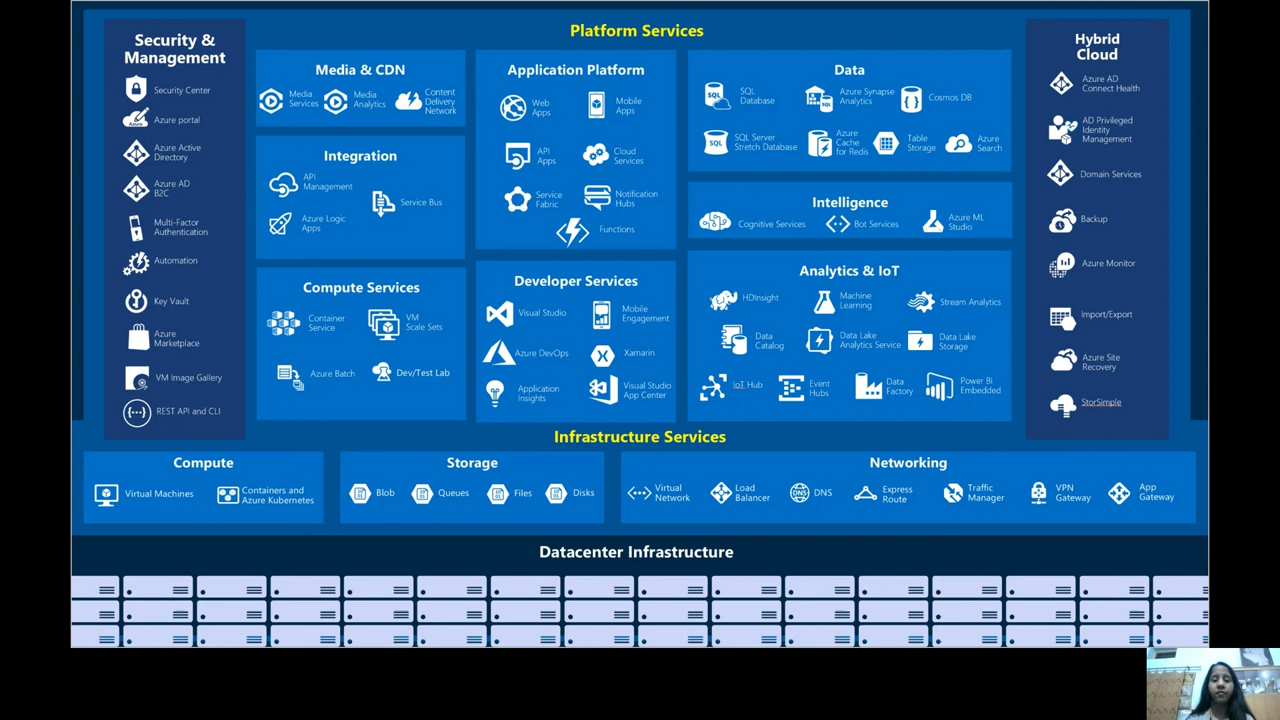 Platform Services
Security &
Management
Security Center
Azure portal
Azure
Azure Active
Directory
Azure AD
B2C
Multi-Factor
Authentication
Automation
Key Vault
Azure
Marketplace
VM Image Gallery
REST API and CLI
Media & CDN
Media
Services
Media
Analytics
Content
Delivery
Network
Integration
API
Management
Service Bus
Azure Logic
Apps
Compute Services
Container
Service
VM
Scale Sets
Azure Batch
Dev/Test Lab
Application Platform
Web
Apps
Mobile
Apps
API
Apps
Cloud
Services
Service
Fabric
Notification
Hubs
Functions
Developer Services
Visual Studio
Mobile
Engagement
Azure DevOps
Xamarin
Application
Insights
Visual Studio
App Center
Data
SQL
SQL
Database
SQL
Azure Synapse
Analytics
Cosmos DB
SQL
SQL Server
Stretch Database
Azure
Cache
for Redis
Table
Storage
Azure
Search
Intelligence
Cognitive Services
Bot Services
Azure ML
Studio
Analytics & IoT
HDInsight
Machine
Learning
Stream Analytics
Data
Catalog
Data Lake
Analytics Service
Data Lake
Storage
IoT Hub
Event
Hubs
Data
Factory
Power BI
Embedded
Hybrid
Cloud
Azure AD
Connect Health
AD Privileged
Identity
Management
Domain Services
Backup
Azure Monitor
Import/Export
Azure Site
Recovery
StorSimple
Infrastructure Services
Compute
Virtual Machines
Containers and
Azure Kubernetes
Storage
Blob
Queues
Files
Disks
Networking
Virtual
Network
Load
Balancer
DNS
DNS
Express
Route
Traffic
Manager
VPN
Gateway
App
Gateway
Datacenter Infrastructure